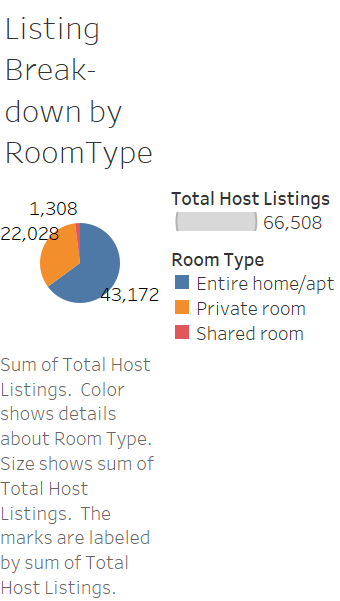 Listing
Break-
down by
RoomType
1,308
22,028
43,172
Total Host Listings
66,508
Room Type
Entire home/apt
Private room
Shared room
Sum of Total Host
Listings.  Color
shows details
about Room Type.
Size shows sum of
Total Host
Listings.  The
marks are labeled
by sum of Total
Host Listings.